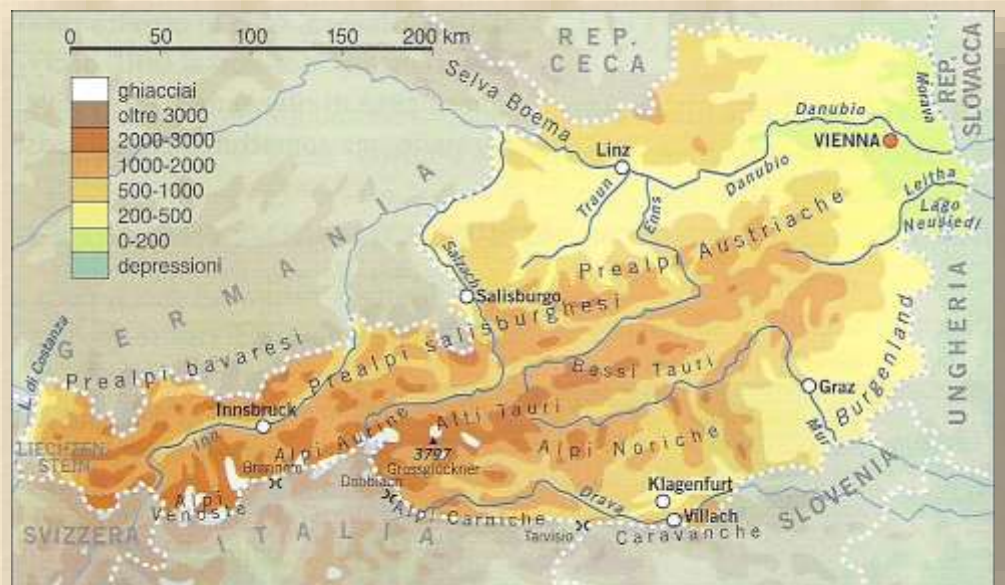 0 50 100 150 200 km
ghiacciai
oltre 3000
2000-3000
1000-2000
500-1000
200-500
0-200
depressioni
REP.
CECA
REP.
SLOVACCA
Selva Boema
Morava
Danubio
VIENNA
Linz
Danubio
Traun
Enns
Leitha
Lago
Neusiedl
Prealpi Austriache
GERMANIA
Salzach
Salisburgo
Prealpi salisburghesi
Prealpi bavaresi
L. di Costanza
UNGHERIA
Burgenland
Bassi Tauri
Graz
Mur
Innsbruck
Inn
Alpi Aurine
Alti Tauri
3797
Grossglockner
Alpi Noriche
LIECHTEN-
STEIN
Brennero
Dobbiaco
Alpi
Venoste
Klagenfurt
Drava
Villach
Alpi Carniche
Tarvisio
Caravanche
SLOVENIA
SVIZZERA
ITALIA